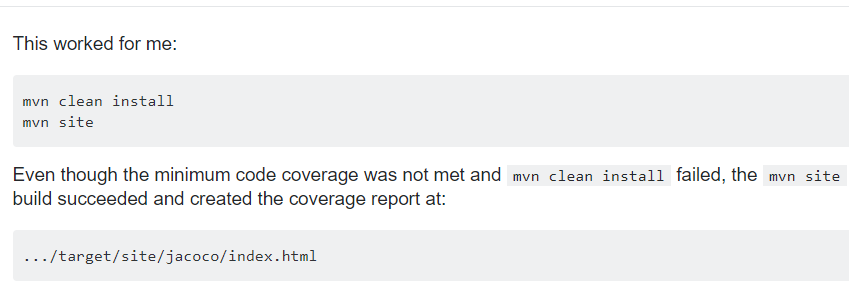 This worked for me:
mvn clean install
mvn site
Even though the minimum code coverage was not met and mvn clean install failed, the mvn site
build succeeded and created the coverage report at:
.../target/site/jacoco/index.html